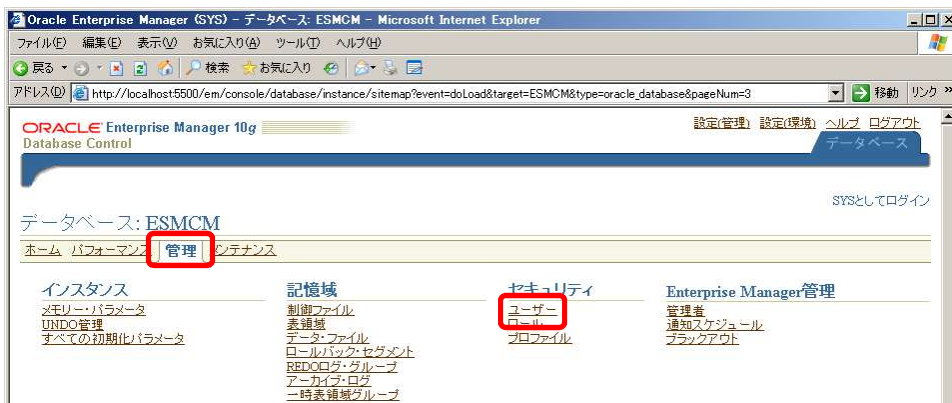 Oracle Enterprise Manager (SYS) - データベース: ESMCM - Microsoft Internet Explorer
ファイル(F) 編集(E) 表示(V) お気に入り(A) ツール(T) ヘルプ(H)
戻る 検索 お気に入り
アドレス(D) http://localhost:5500/em/console/database/instance/sitemap?event=doLoad&target=ESMCM&type=oracle_database&pageNum=3 移動 リンク »
ORACLE Enterprise Manager 10g
Database Control
設定(管理) 設定(環境) ヘルプ ログアウト
データベース
SYSとしてログイン
データベース: ESMCM
ホーム パフォーマンス 管理 メンテナンス
インスタンス
メモリー・パラメータ
UNDO管理
すべての初期化パラメータ
記憶域
制御ファイル
表領域
データ・ファイル
ロールバック・セグメント
REDOログ・グループ
アーカイブ・ログ
一時表領域グループ
セキュリティ
ユーザー
ロール
プロファイル
Enterprise Manager管理
管理者
通知スケジュール
ブラックアウト